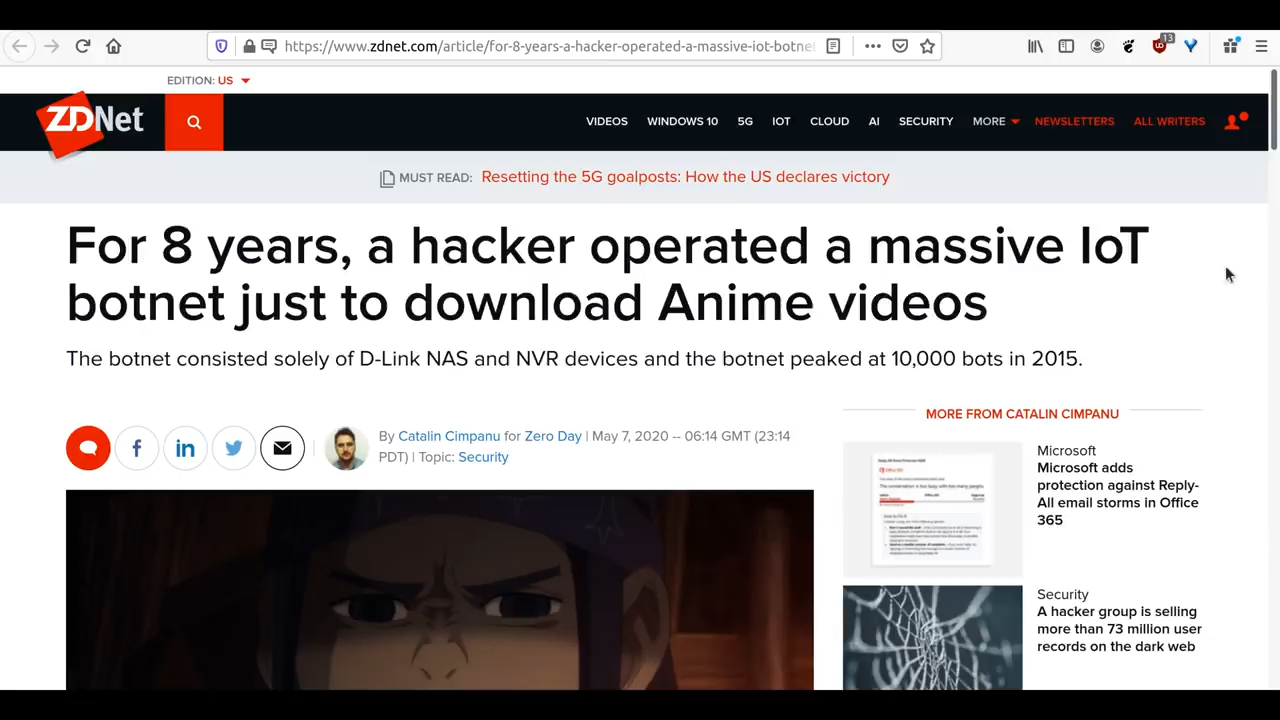 https://www.zdnet.com/article/for-8-years-a-hacker-operated-a-massive-iot-botnet
13
EDITION: US
ZDNet
VIDEOS WINDOWS 10 5G IOT CLOUD AI SECURITY MORE NEWSLETTERS ALL WRITERS
MUST READ: Resetting the 5G goalposts: How the US declares victory
For 8 years, a hacker operated a massive IoT
botnet just to download Anime videos
The botnet consisted solely of D-Link NAS and NVR devices and the botnet peaked at 10,000 bots in 2015.
By Catalin Cimpanu for Zero Day | May 7, 2020 -- 06:14 GMT (23:14
PDT) | Topic: Security
MORE FROM CATALIN CIMPANU
Microsoft
Microsoft adds
protection against Reply-
All email storms in Office
365
Security
A hacker group is selling
more than 73 million user
records on the dark web